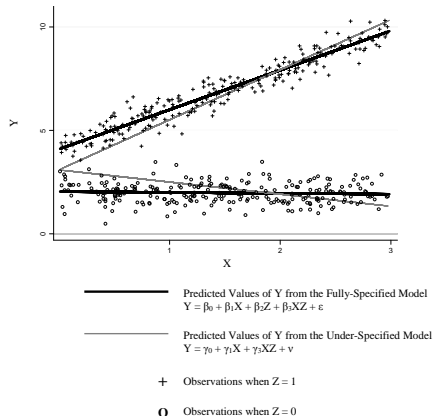 10
Y
5
0
1
2
3
X
Predicted Values of Y from the Fully-Specified Model
Y = β₀ + β₁X + β₂Z + β₃XZ + ε
Predicted Values of Y from the Under-Specified Model
Y = γ₀ + γ₁X + γ₃XZ + ν
+ Observations when Z = 1
O Observations when Z = 0